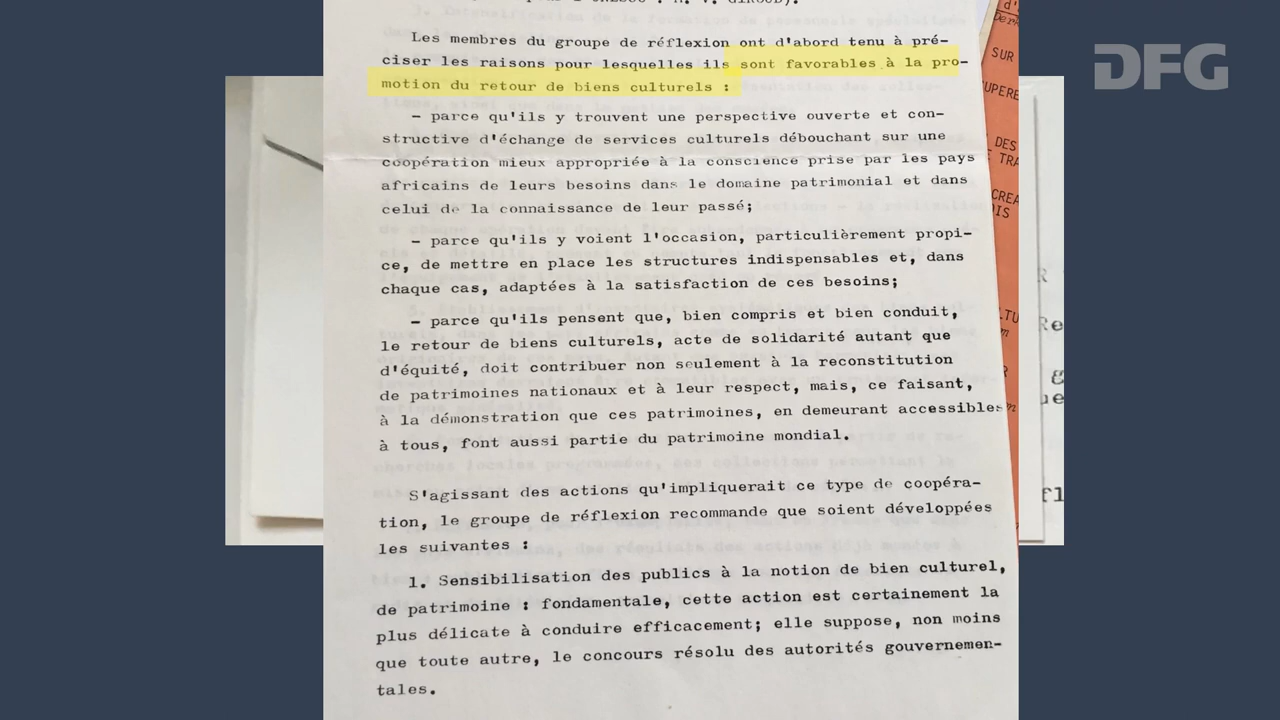 DFG
Les membres du groupe de réflexion ont d'abord tenu à pré-
ciser les raisons pour lesquelles ils sont favorables à la pro-
motion du retour de biens culturels :
- parce qu'ils y trouvent une perspective ouverte et con-
structive d'échange de services culturels débouchant sur une
coopération mieux appropriée à la conscience prise par les pays
africains de leurs besoins dans le domaine patrimonial et dans
celui de la connaissance de leur passé;
- parce qu'ils y voient l'occasion, particulièrement propi-
ce, de mettre en place les structures indispensables et, dans
chaque cas, adaptées à la satisfaction de ces besoins;
- parce qu'ils pensent que, bien compris et bien conduit,
le retour de biens culturels, acte de solidarité autant que
d'équité, doit contribuer non seulement à la reconstitution
de patrimoines nationaux et à leur respect, mais, ce faisant,
à la démonstration que ces patrimoines, en demeurant accessibles
à tous, font aussi partie du patrimoine mondial.
S'agissant des actions qu'impliquerait ce type de coopéra-
tion, le groupe de réflexion recommande que soient développées
les suivantes :
1. Sensibilisation des publics à la notion de bien culturel,
de patrimoine : fondamentale, cette action est certainement la
plus délicate à conduire efficacement; elle suppose, non moins
que toute autre, le concours résolu des autorités gouvernemen-
tales.
SUR
DES